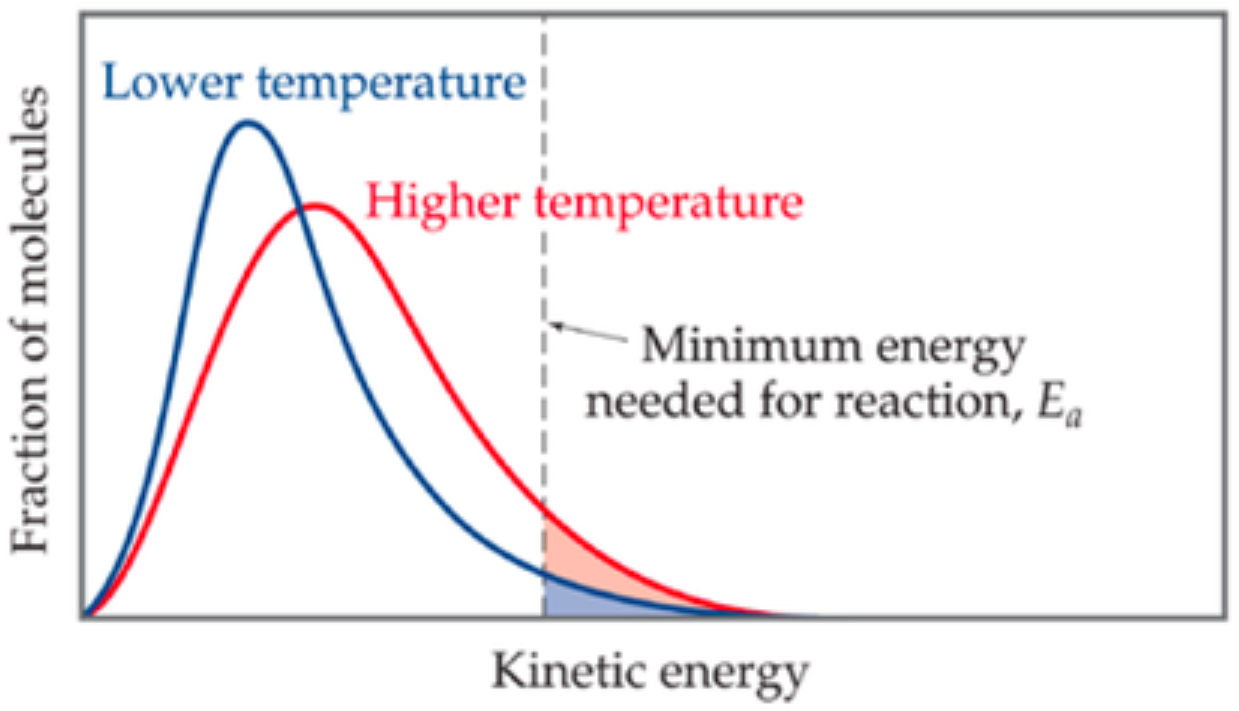 Lower temperature
Higher temperature
Minimum energy
needed for reaction, Eₐ
Fraction of molecules
Kinetic energy